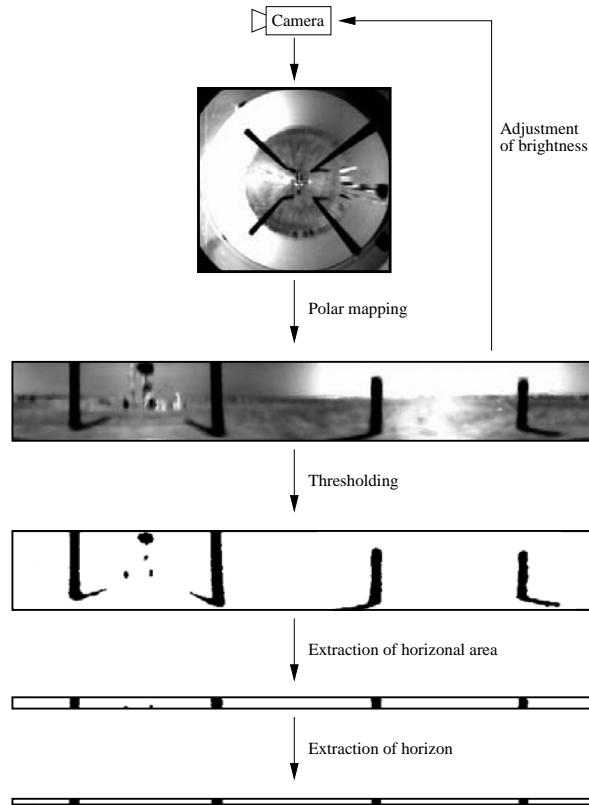 Camera
Adjustment
of brightness
Polar mapping
Thresholding
Extraction of horizonal area
Extraction of horizon